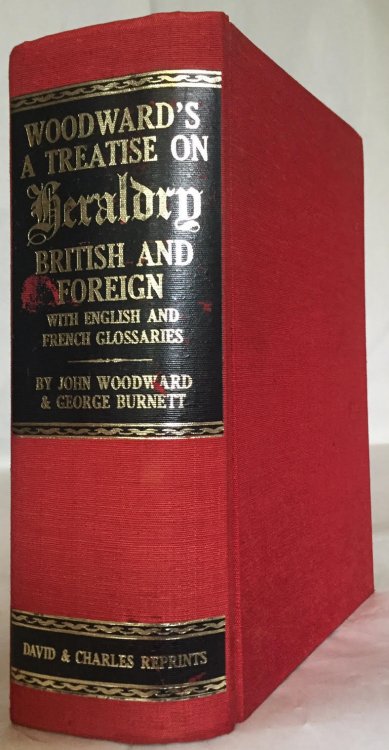 WOODWARD'S
A TREATISE ON
Heraldry
BRITISH AND
FOREIGN
WITH ENGLISH AND
FRENCH GLOSSARIES
BY JOHN WOODWARD
& GEORGE BURNETT
DAVID & CHARLES REPRINTS